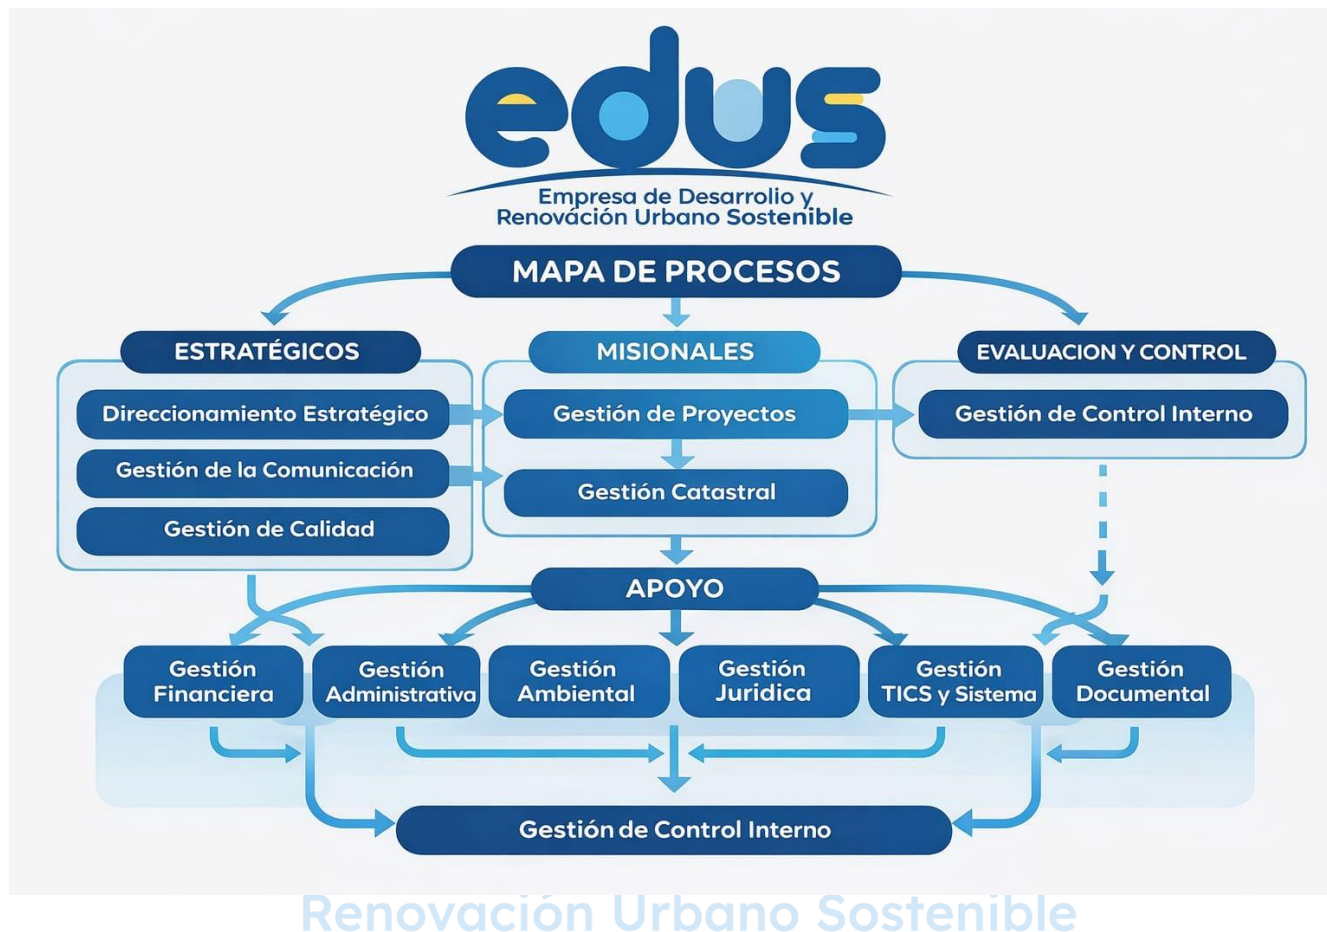 edus
Empresa de Desarrolio y
Renováción Urbano Sostenible
MAPA DE PROCESOS
ESTRATÉGICOS
Direccionamiento Estratégico
Gestión de la Comunicación
Gestión de Calidad
MISIONALES
Gestión de Proyectos
Gestión Catastral
EVALUACION Y CONTROL
Gestión de Control Interno
APOYO
Gestión
Financiera
Gestión
Administrativa
Gestión
Ambiental
Gestión
Juridica
Gestión
TICS y Sistema
Gestión
Documental
Gestión de Control Interno
Renovación Urbano Sostenible